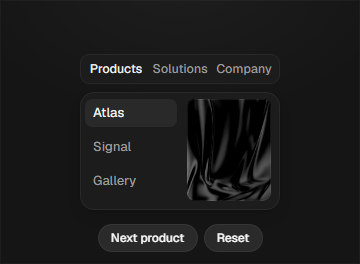 Products Solutions Company
Atlas
Signal
Gallery
Next product Reset